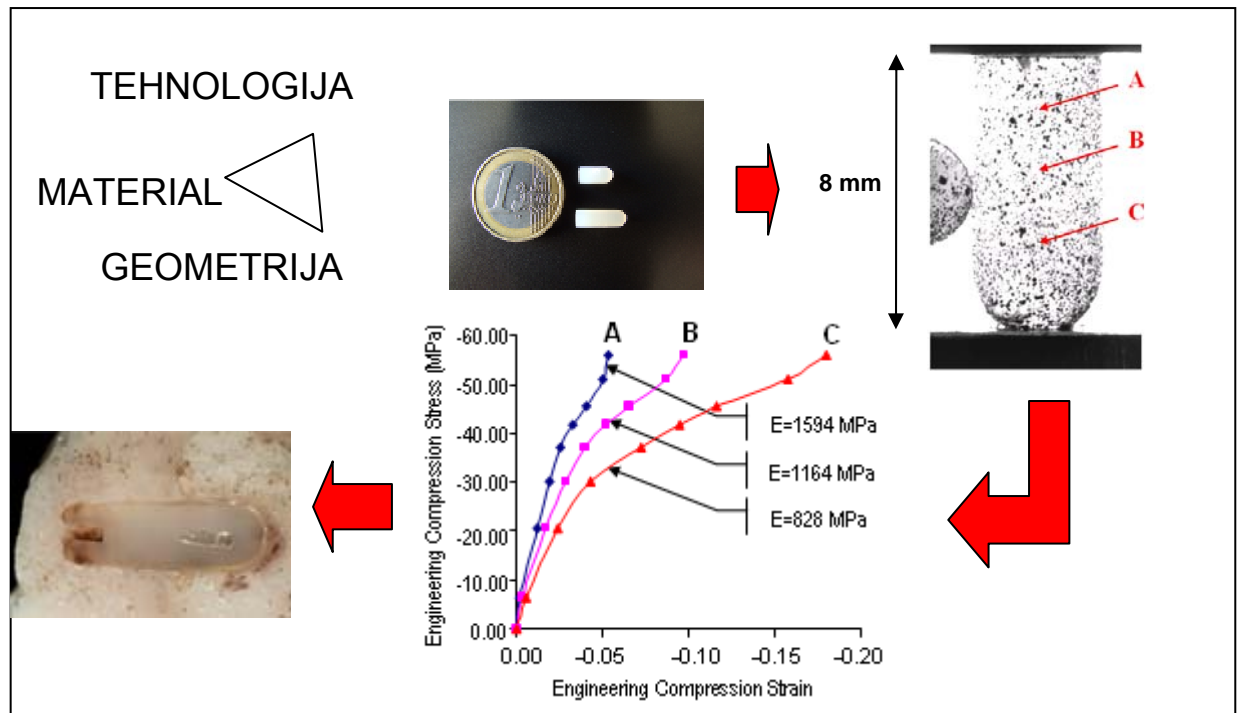 TEHNOLOGIJA
MATERIAL
GEOMETRIJA
1
8 mm
A
B
C
Engineering Compression Stress (MPa)
-60.00
-50.00
-40.00
-30.00
-20.00
-10.00
0.00
A
B
C
E=1594 MPa
E=1164 MPa
E=828 MPa
0.00
-0.05
-0.10
-0.15
-0.20
Engineering Compression Strain